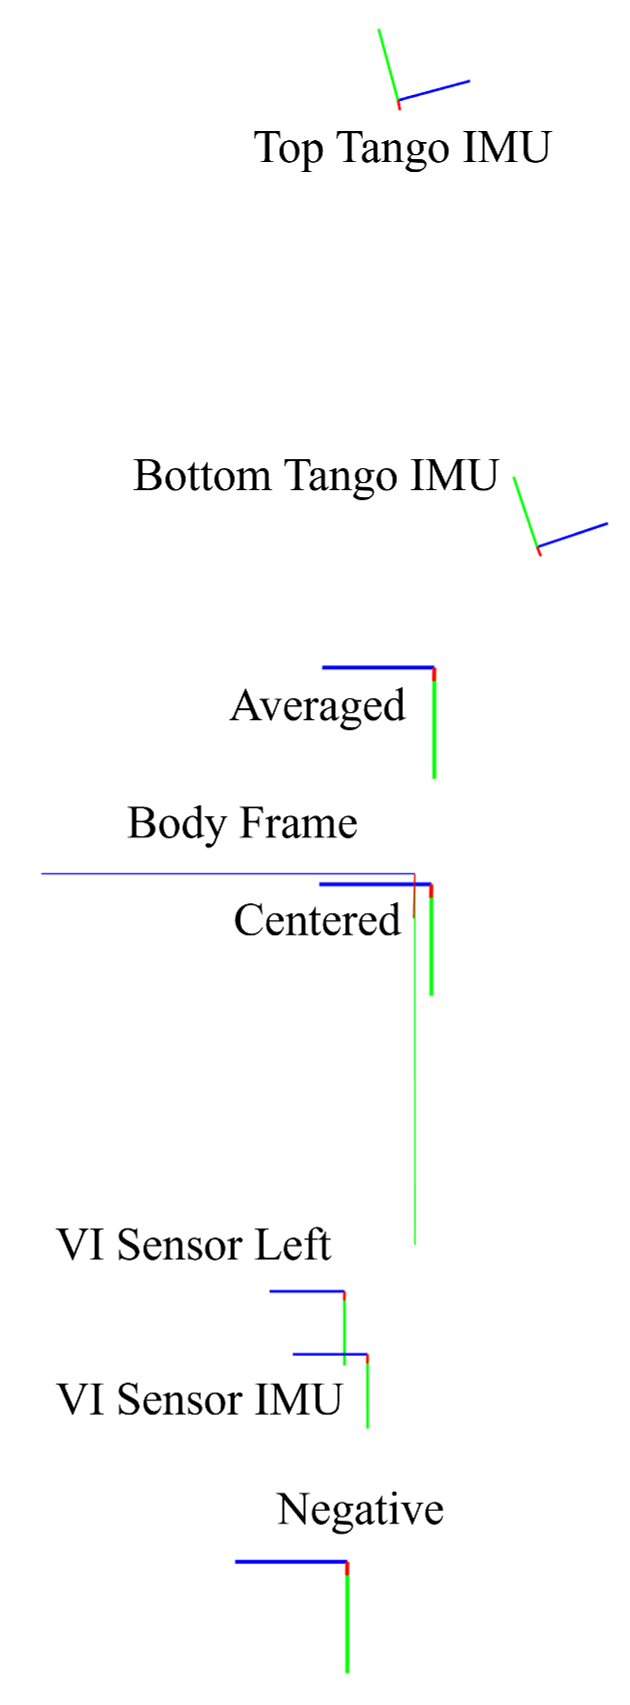 Top Tango IMU
Bottom Tango IMU
Averaged
Body Frame
Centered
VI Sensor Left
VI Sensor IMU
Negative